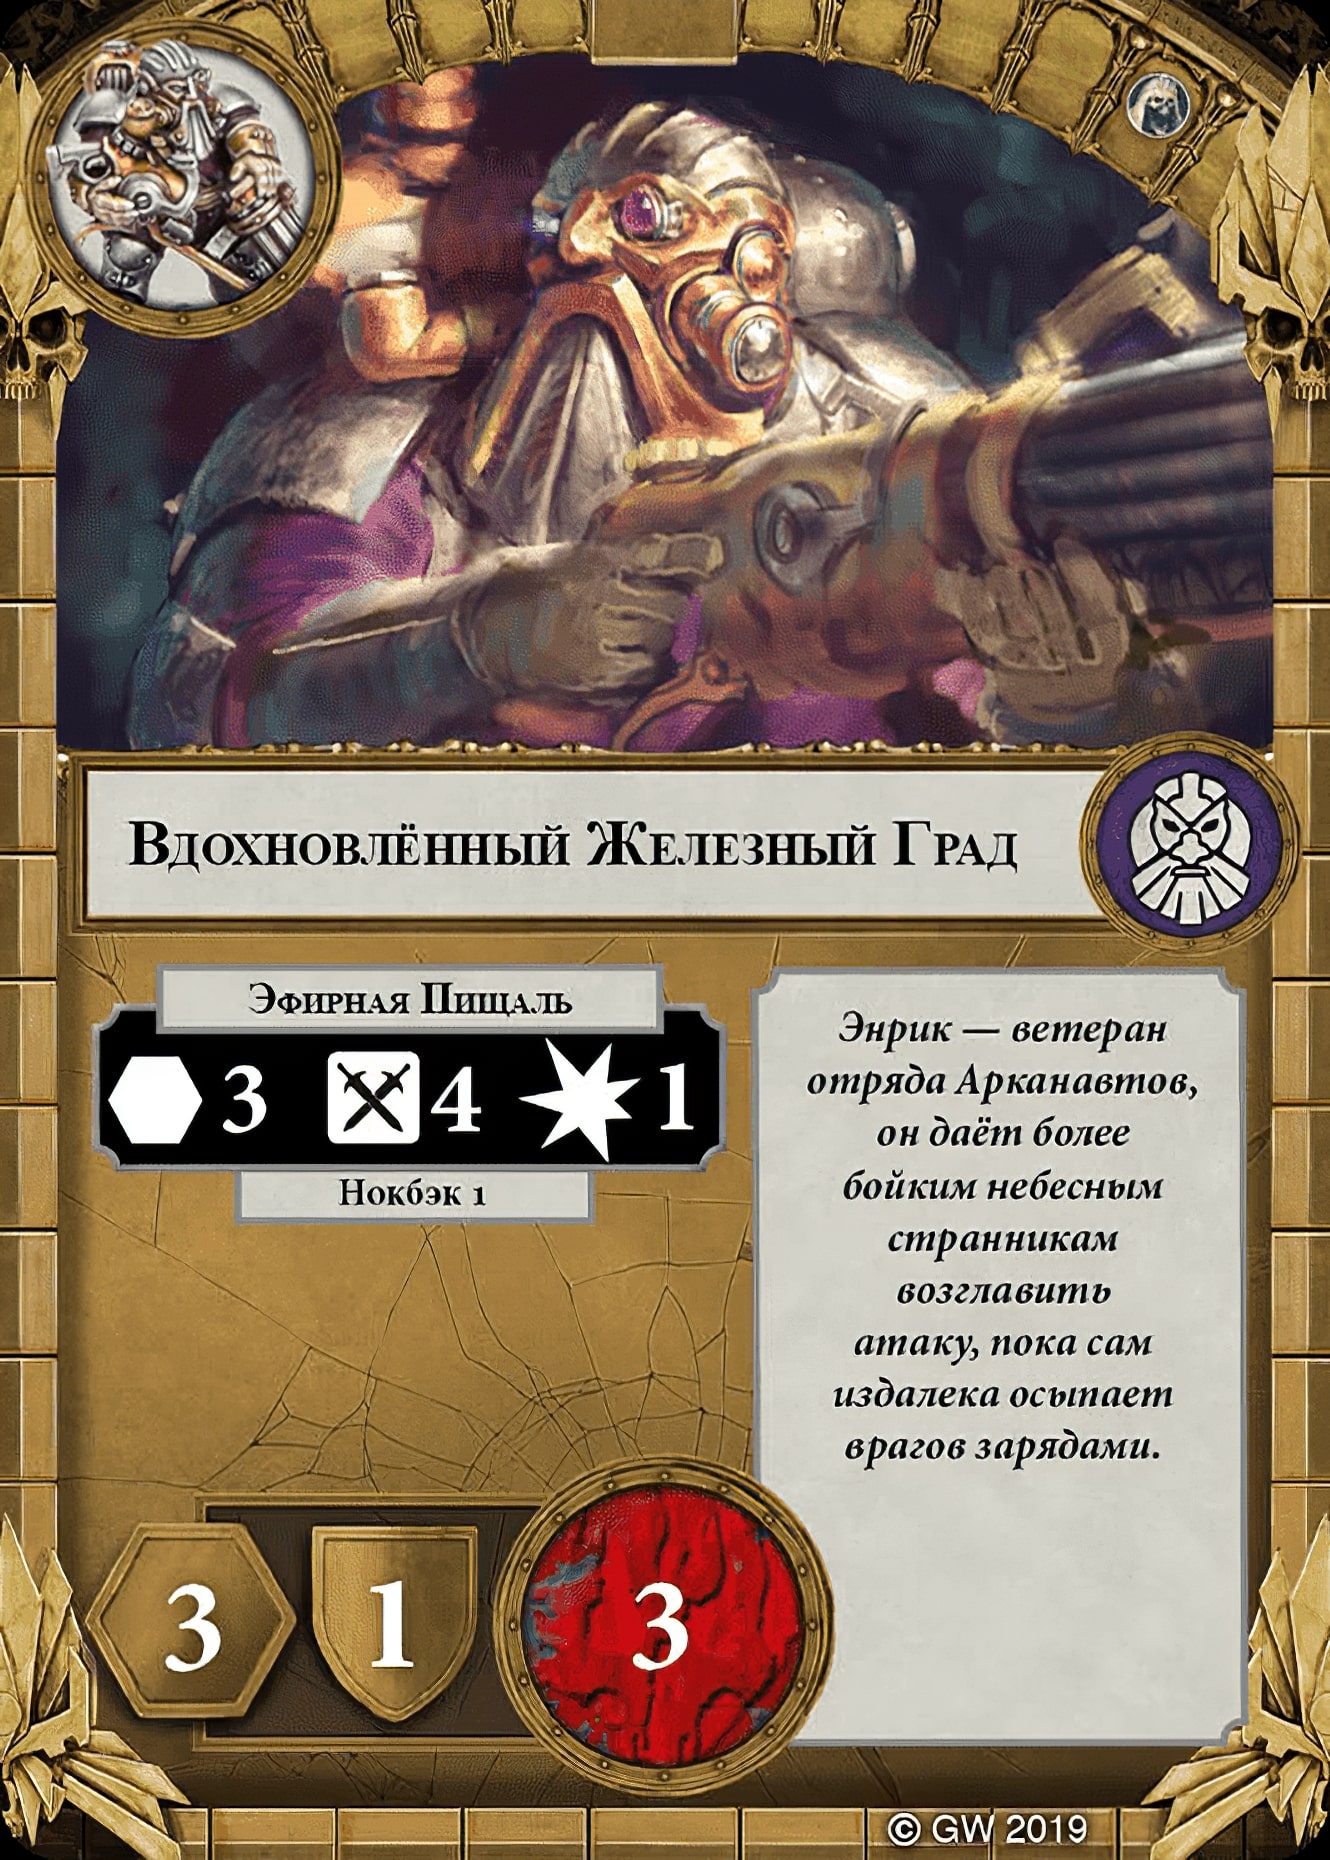 Вдохновлённый Железный Град
Эфирная Пищаль
3 4 1
Нокбэк 1
Энрик — ветеран
отряда Арканавтов,
он даёт более
бойким небесным
странникам
возглавить
атаку, пока сам
издалека осыпает
врагов зарядами.
3 1 3
© GW 2019